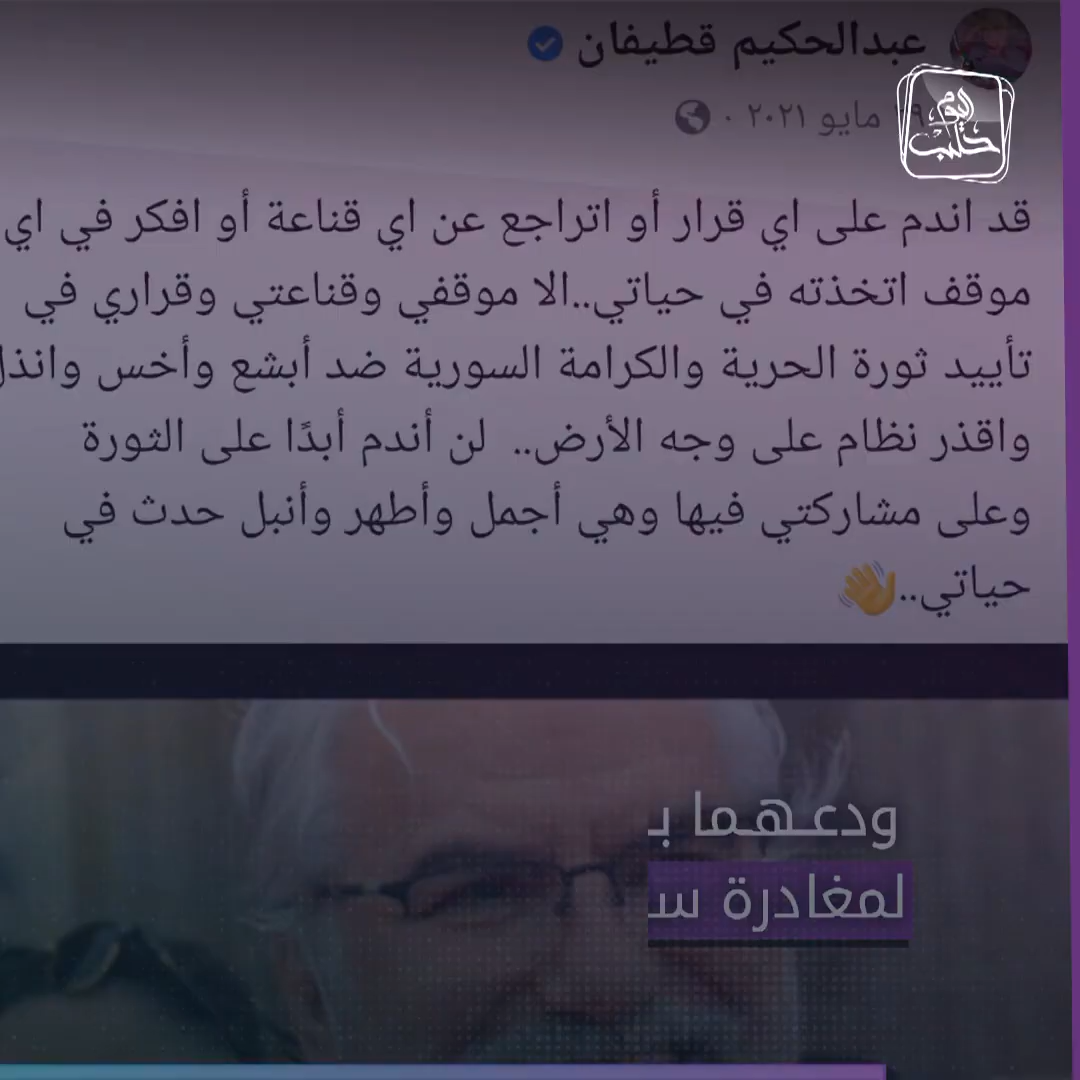 عبدالحكيم قطيفان
مايو ٢٠٢١ ·
حلب اليوم
قد اندم على اي قرار أو اتراجع عن اي قناعة أو افكر في اي
موقف اتخذته في حياتي..الا موقفي وقناعتي وقراري في
تأييد ثورة الحرية والكرامة السورية ضد أبشع وأخس وانذل
واقذر نظام على وجه الأرض.. لن أندم أبدًا على الثورة
وعلى مشاركتي فيها وهي أجمل وأطهر وأنبل حدث في
حياتي..👋
ودعهما بـ
لمغادرة سـ